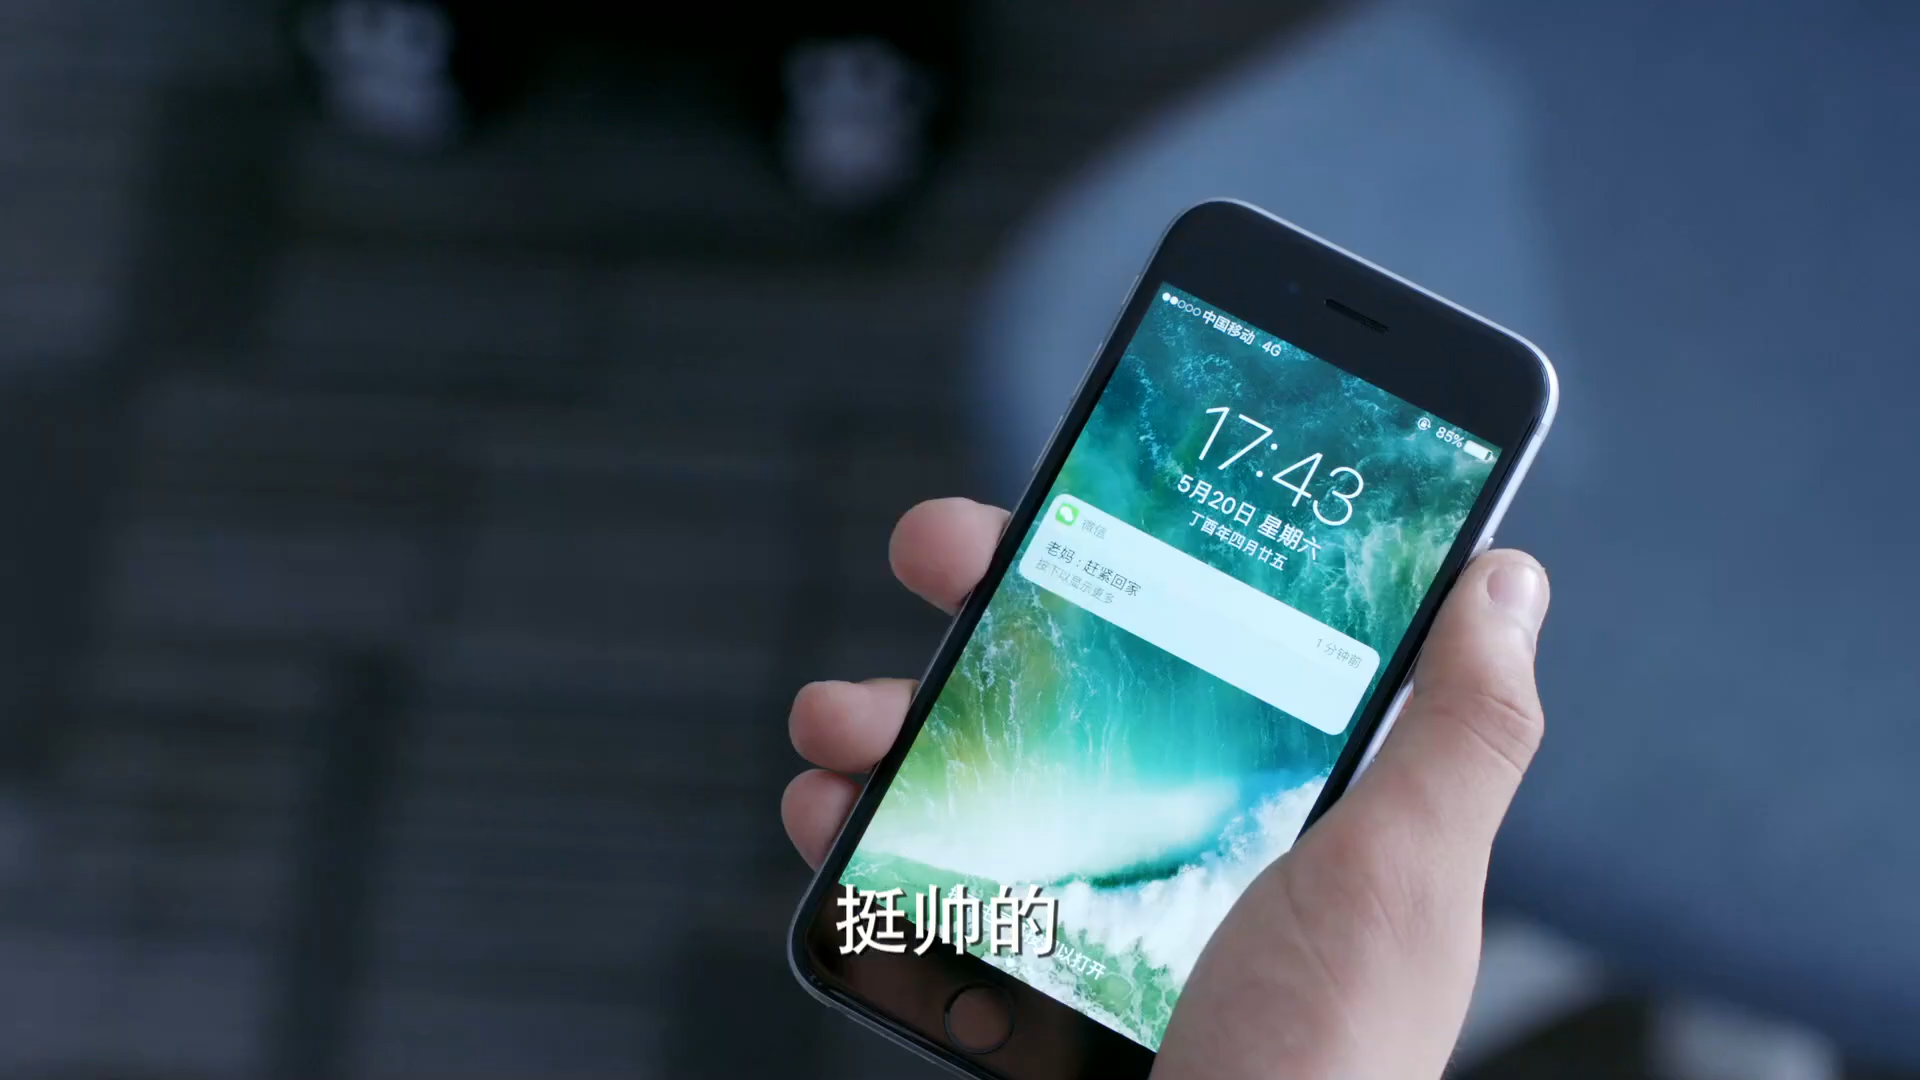 中国移动 4G
85%
17:43
5月20日 星期六
丁酉年四月廿五
微信
1分钟前
老妈：赶紧回家
按下以显示更多
以打开
挺帅的